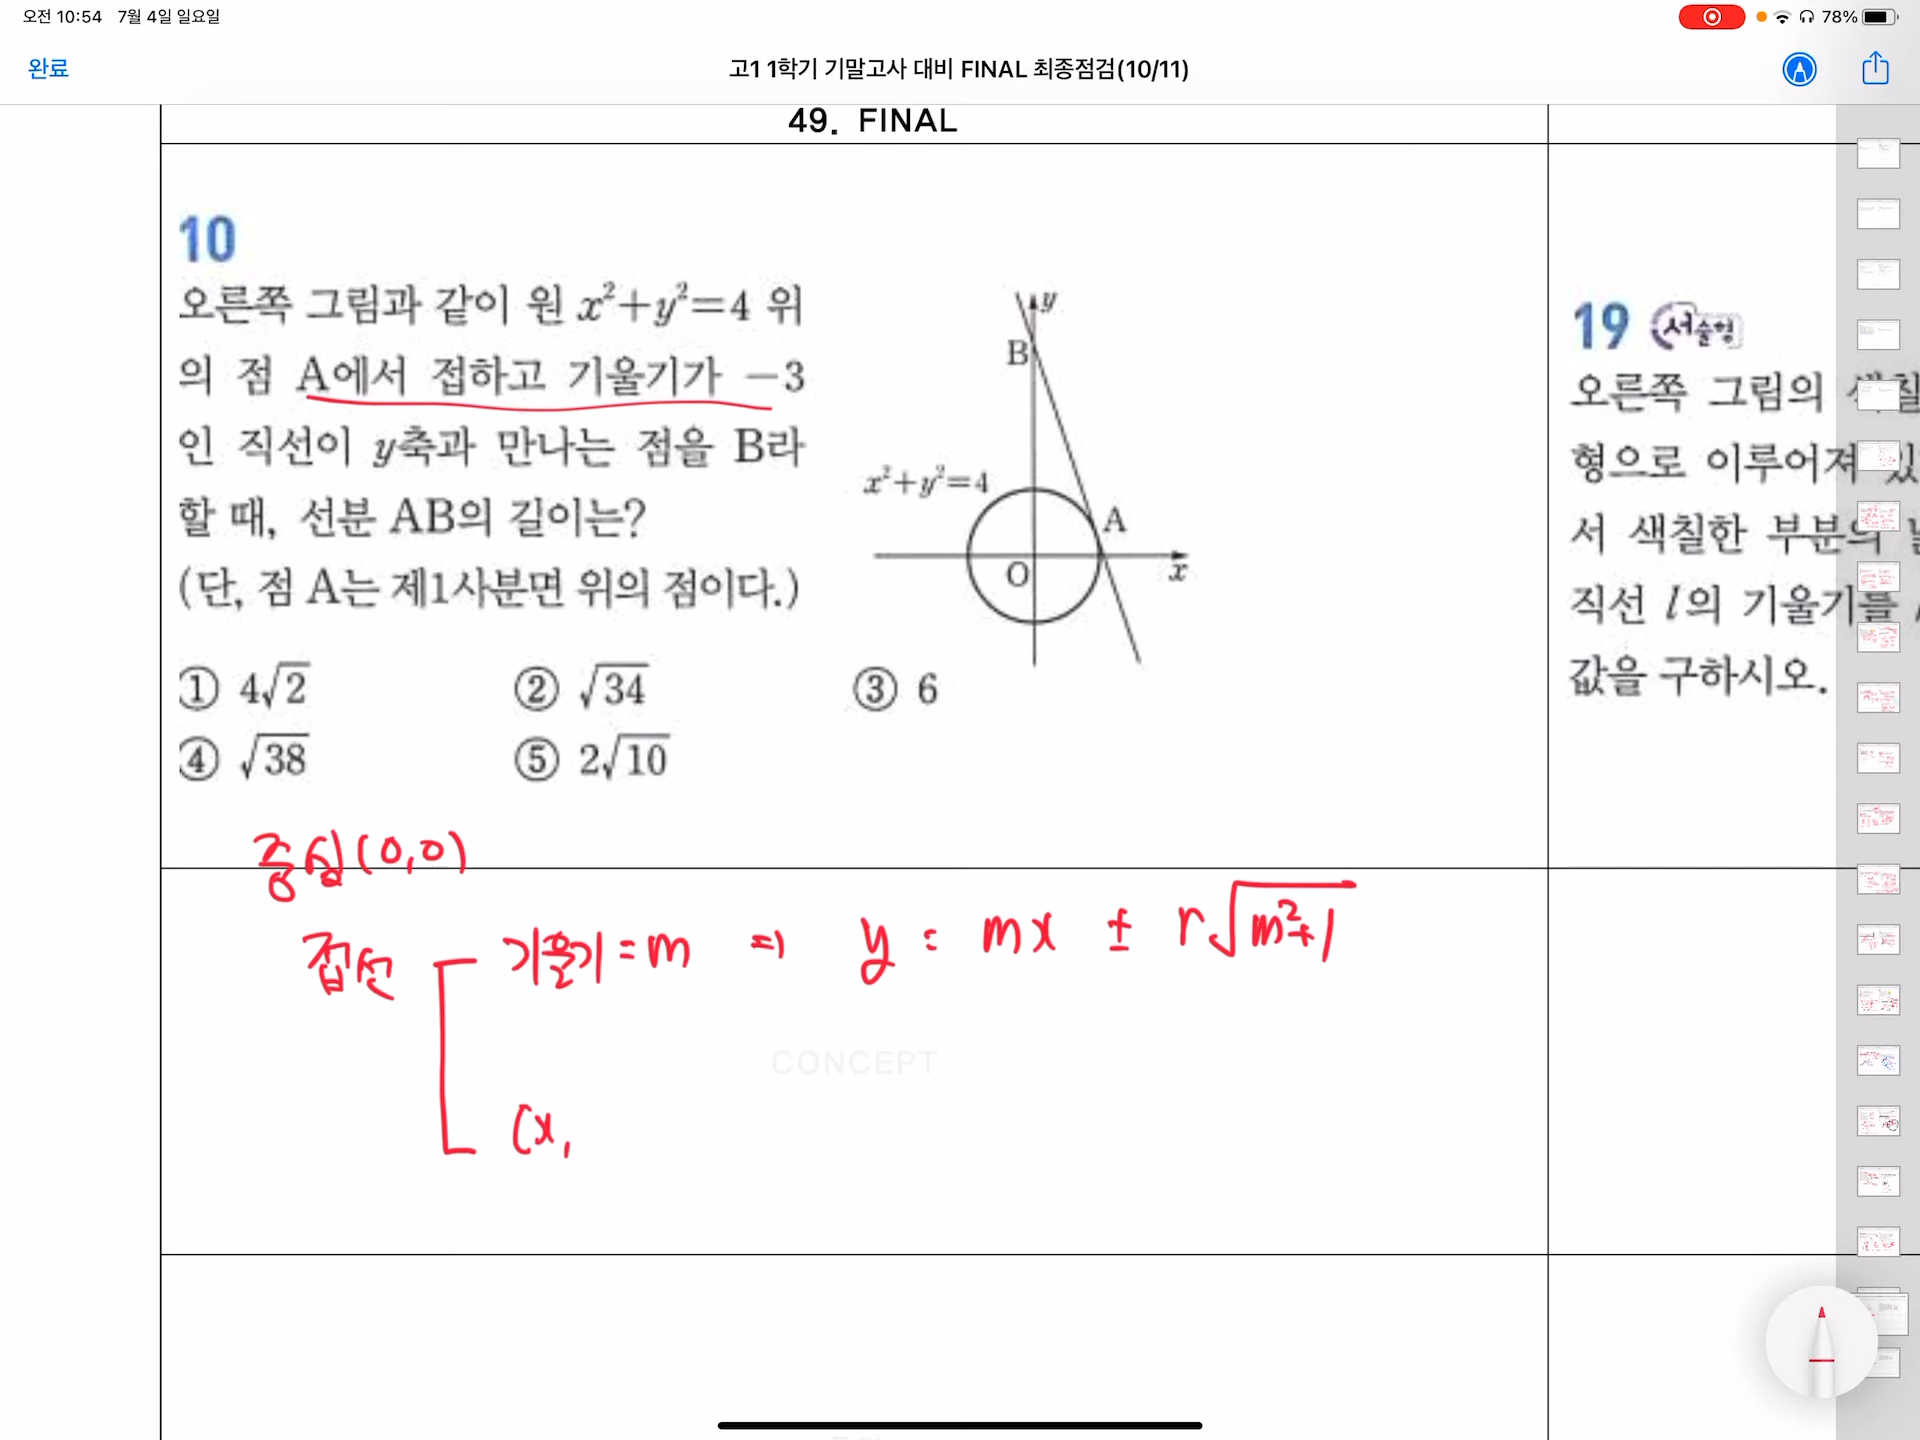 오전 10:54 7월 4일 일요일
78%
완료
고1 1학기 기말고사 대비 FINAL 최종점검(10/11)
49. FINAL
10
오른쪽 그림과 같이 원 x²+y²=4 위
의 점 A에서 접하고 기울기가 −3
인 직선이 y축과 만나는 점을 B라
할 때, 선분 AB의 길이는?
(단, 점 A는 제1사분면 위의 점이다.)
y
B
x²+y²=4
A
O
x
① 4√2 ② √34 ③ 6
④ √38 ⑤ 2√10
중심(0,0)
접선
기울기=m ⇒ y = mx ± r√m²+1
(x,
CONCEPT
19 서술형
오른쪽 그림의
형으로 이루어져 있
서 색칠한 부분의
직선 l의 기울기를
값을 구하시오.